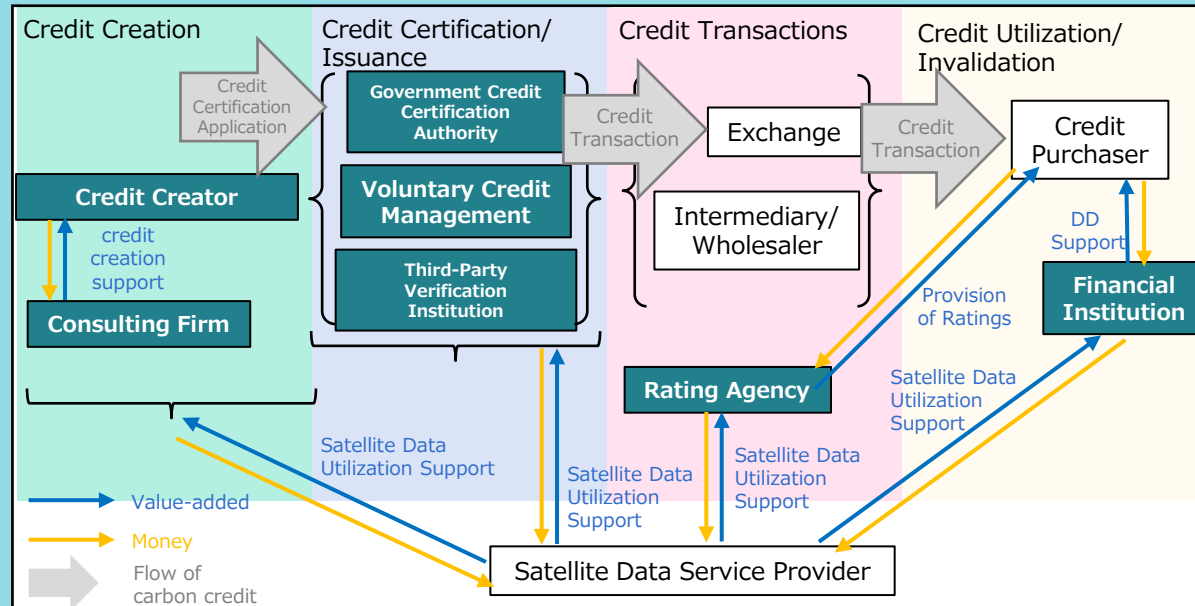 Credit Creation
Credit Certification/
Issuance
Credit Transactions
Credit Utilization/
Invalidation
Credit
Certification
Application
Government Credit
Certification
Authority
Credit
Transaction
Exchange
Credit
Transaction
Credit
Purchaser
Credit Creator
Voluntary Credit
Management
Intermediary/
Wholesaler
credit
creation
support
DD
Support
Third-Party
Verification
Institution
Consulting Firm
Provision
of Ratings
Financial
Institution
Rating Agency
Satellite Data
Utilization
Support
Satellite Data
Utilization Support
Satellite Data
Utilization
Support
Satellite Data
Utilization
Support
Value-added
Money
Flow of
carbon credit
Satellite Data Service Provider